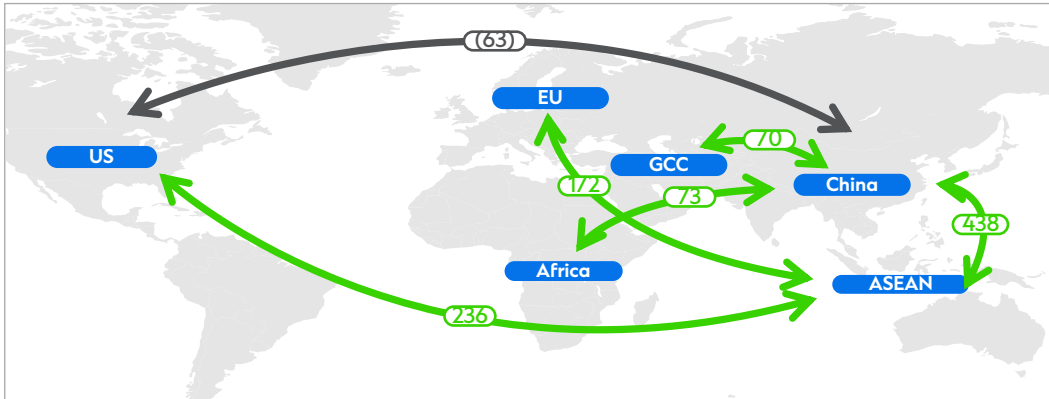 (63)
EU
70
US
GCC
172
China
73
438
Africa
ASEAN
236